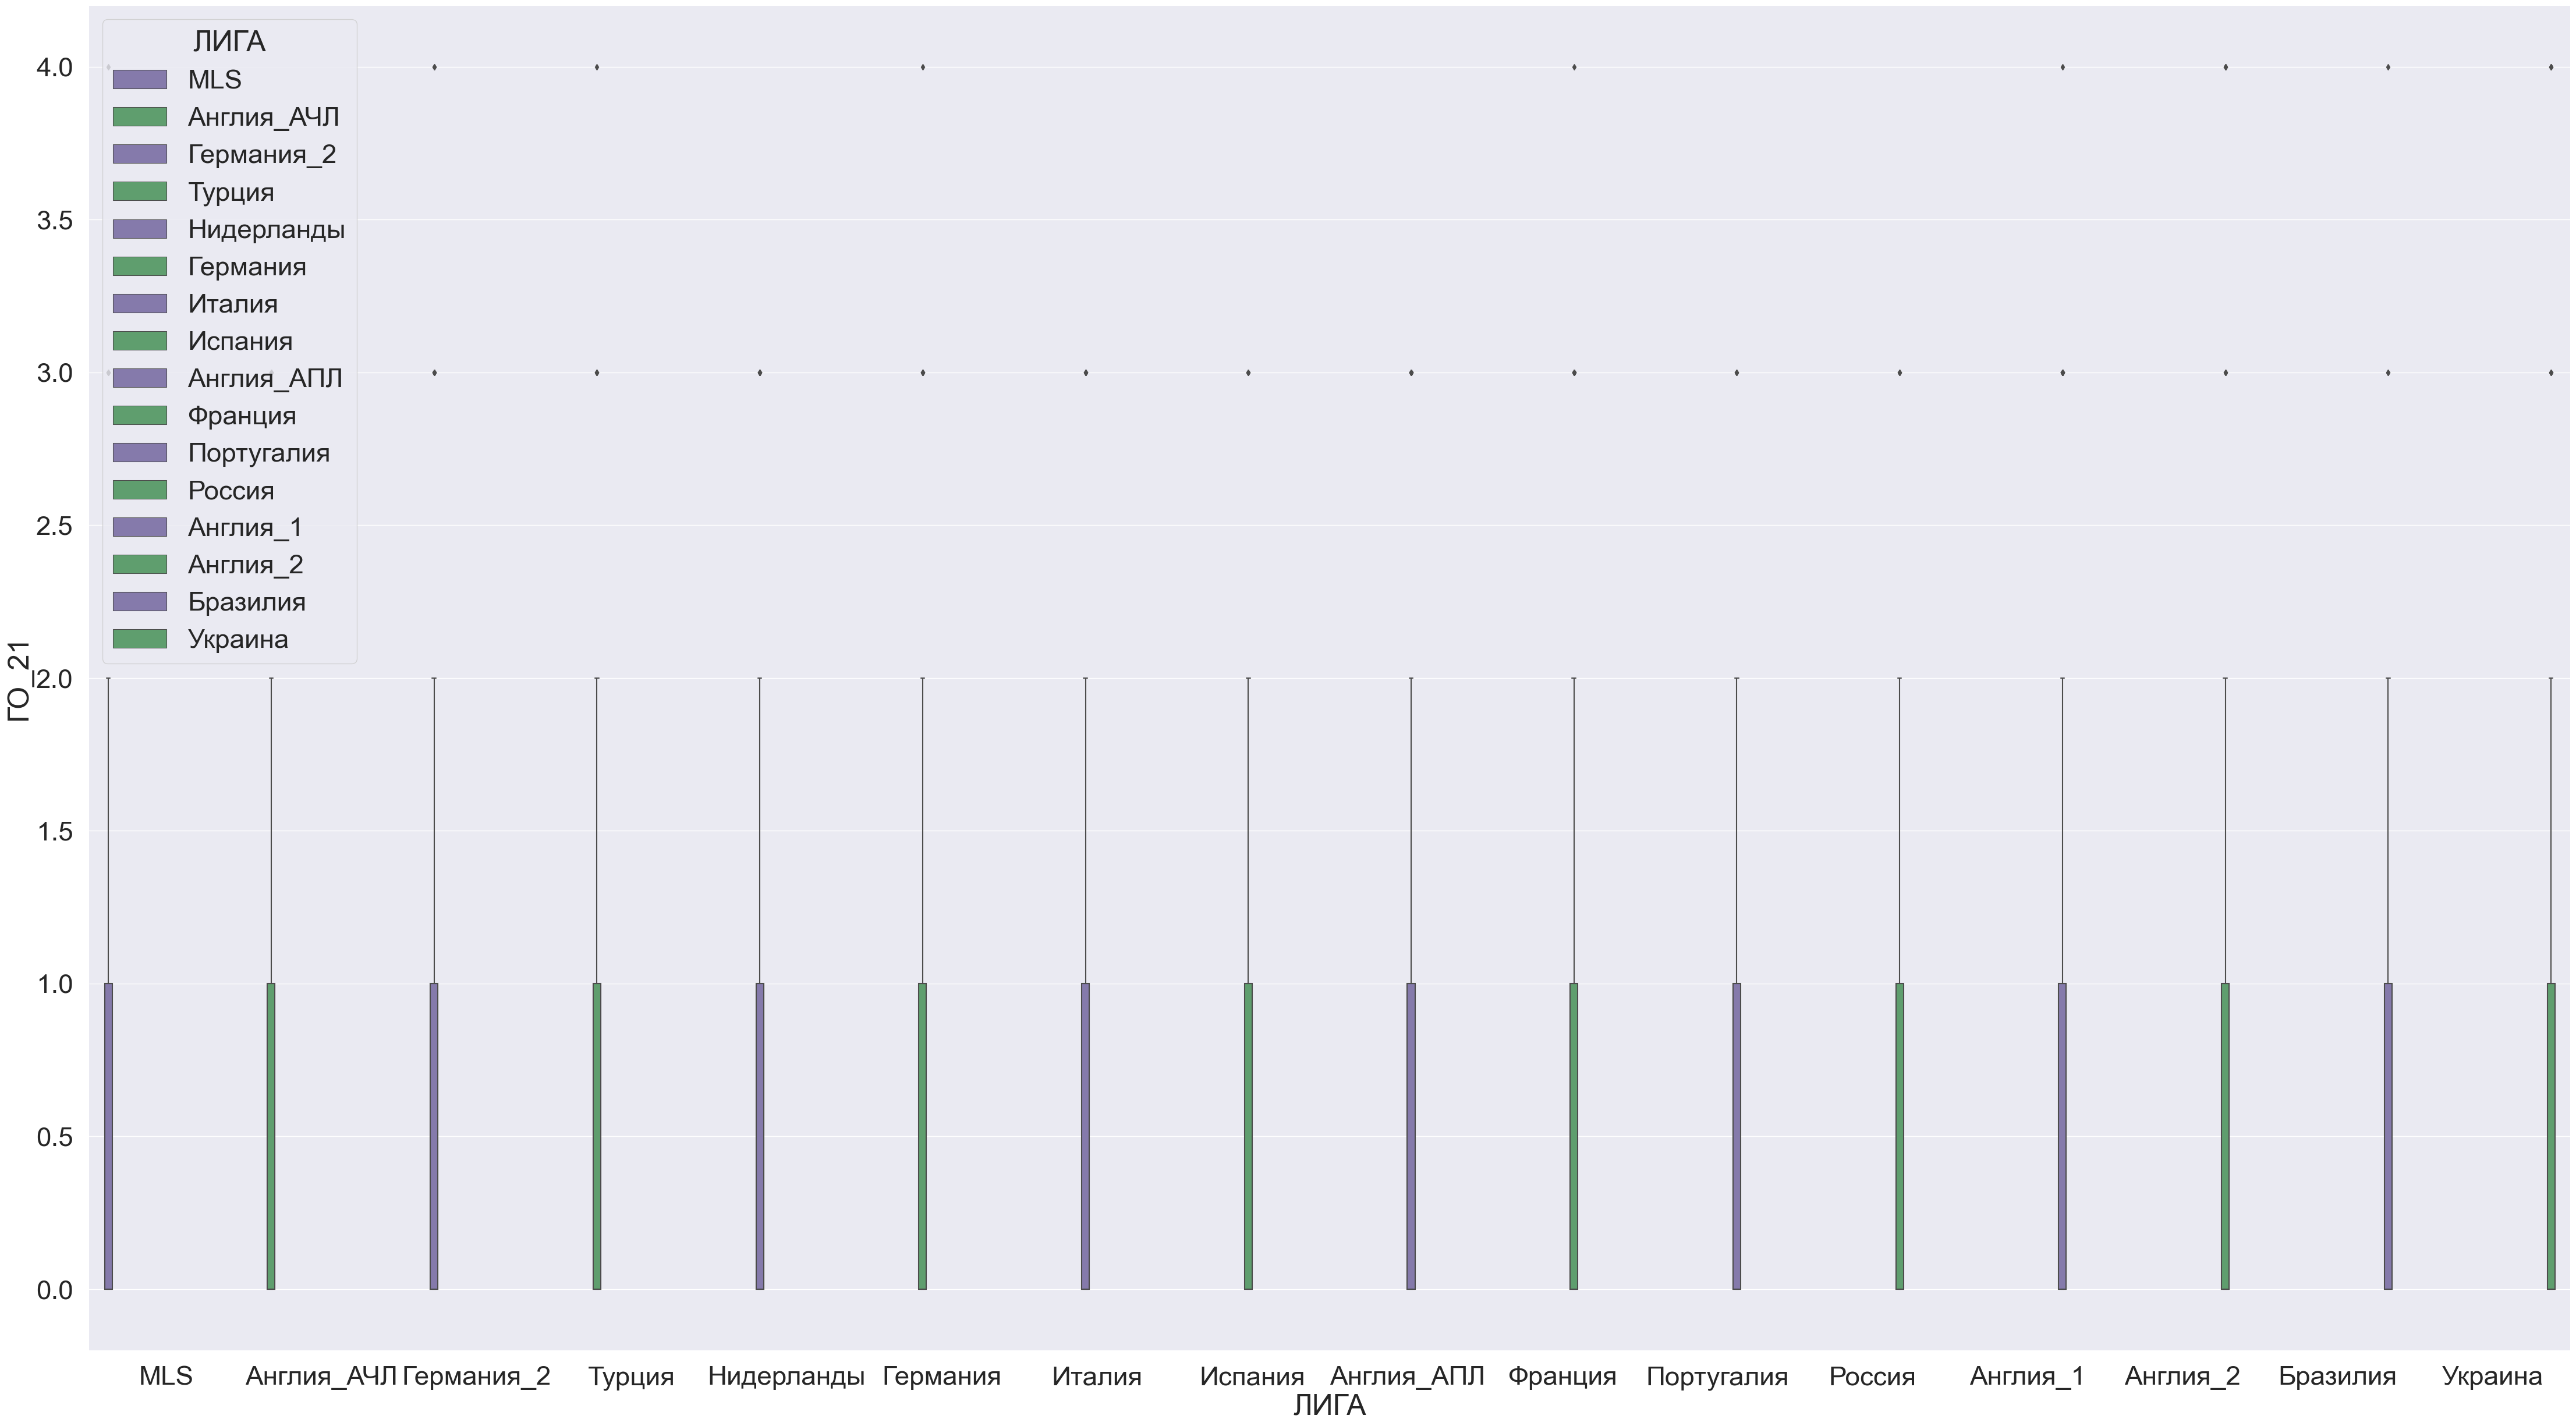 ЛИГА
MLS
Англия_АЧЛ
Германия_2
Турция
Нидерланды
Германия
Италия
Испания
Англия_АПЛ
Франция
Португалия
Россия
Англия_1
Англия_2
Бразилия
Украина
4.0
3.5
3.0
2.5
2.0
1.5
1.0
0.5
0.0
ГО_21
MLS Англия_АЧЛ Германия_2 Турция Нидерланды Германия Италия Испания Англия_АПЛ Франция Португалия Россия Англия_1 Англия_2 Бразилия Украина
ЛИГА